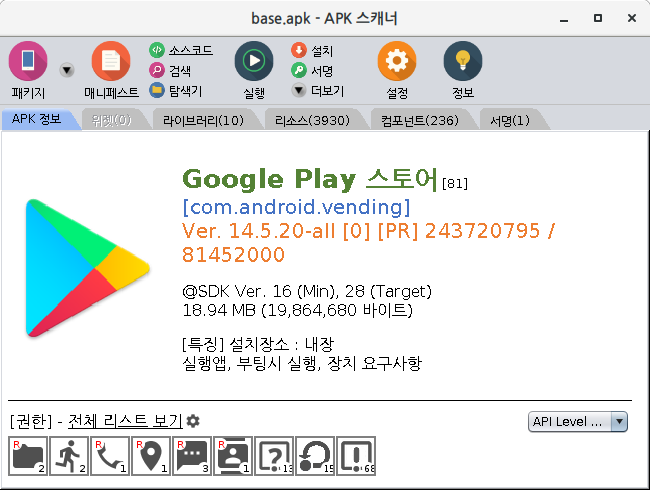 base.apk - APK 스캐너
패키지
매니페스트
소스코드
검색
탐색기
실행
설치
서명
더보기
설정
정보
APK 정보
위젯(0)
라이브러리(10)
리소스(3930)
컴포넌트(236)
서명(1)
Google Play 스토어 [81]
[com.android.vending]
Ver. 14.5.20-all [0] [PR] 243720795 /
81452000
@SDK Ver. 16 (Min), 28 (Target)
18.94 MB (19,864,680 바이트)
[특징] 설치장소 : 내장
실행앱, 부팅시 실행, 장치 요구사항
[권한] - 전체 리스트 보기
API Level ...
R 2
2
R 1
R 1
R 3
R 1
13
15
68